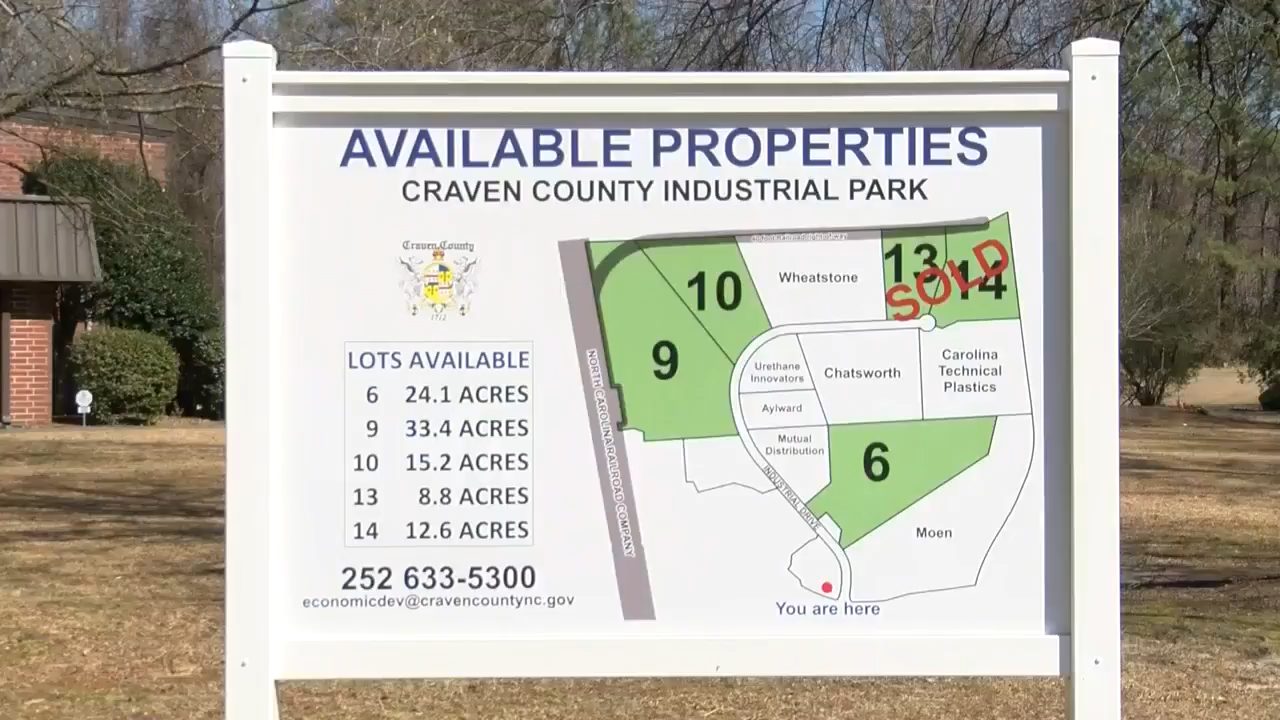 AVAILABLE PROPERTIES
CRAVEN COUNTY INDUSTRIAL PARK
Craven County
1712
LOTS AVAILABLE
6 24.1 ACRES
9 33.4 ACRES
10 15.2 ACRES
13 8.8 ACRES
14 12.6 ACRES
252 633-5300
economicdev@cravencountync.gov
NORTH CAROLINA RAILROAD COMPANY
9
10
Wheatstone
13
14
SOLD
Urethane
Innovators
Chatsworth
Carolina
Technical
Plastics
Aylward
Mutual
Distribution
6
INDUSTRIAL DRIVE
Moen
You are here